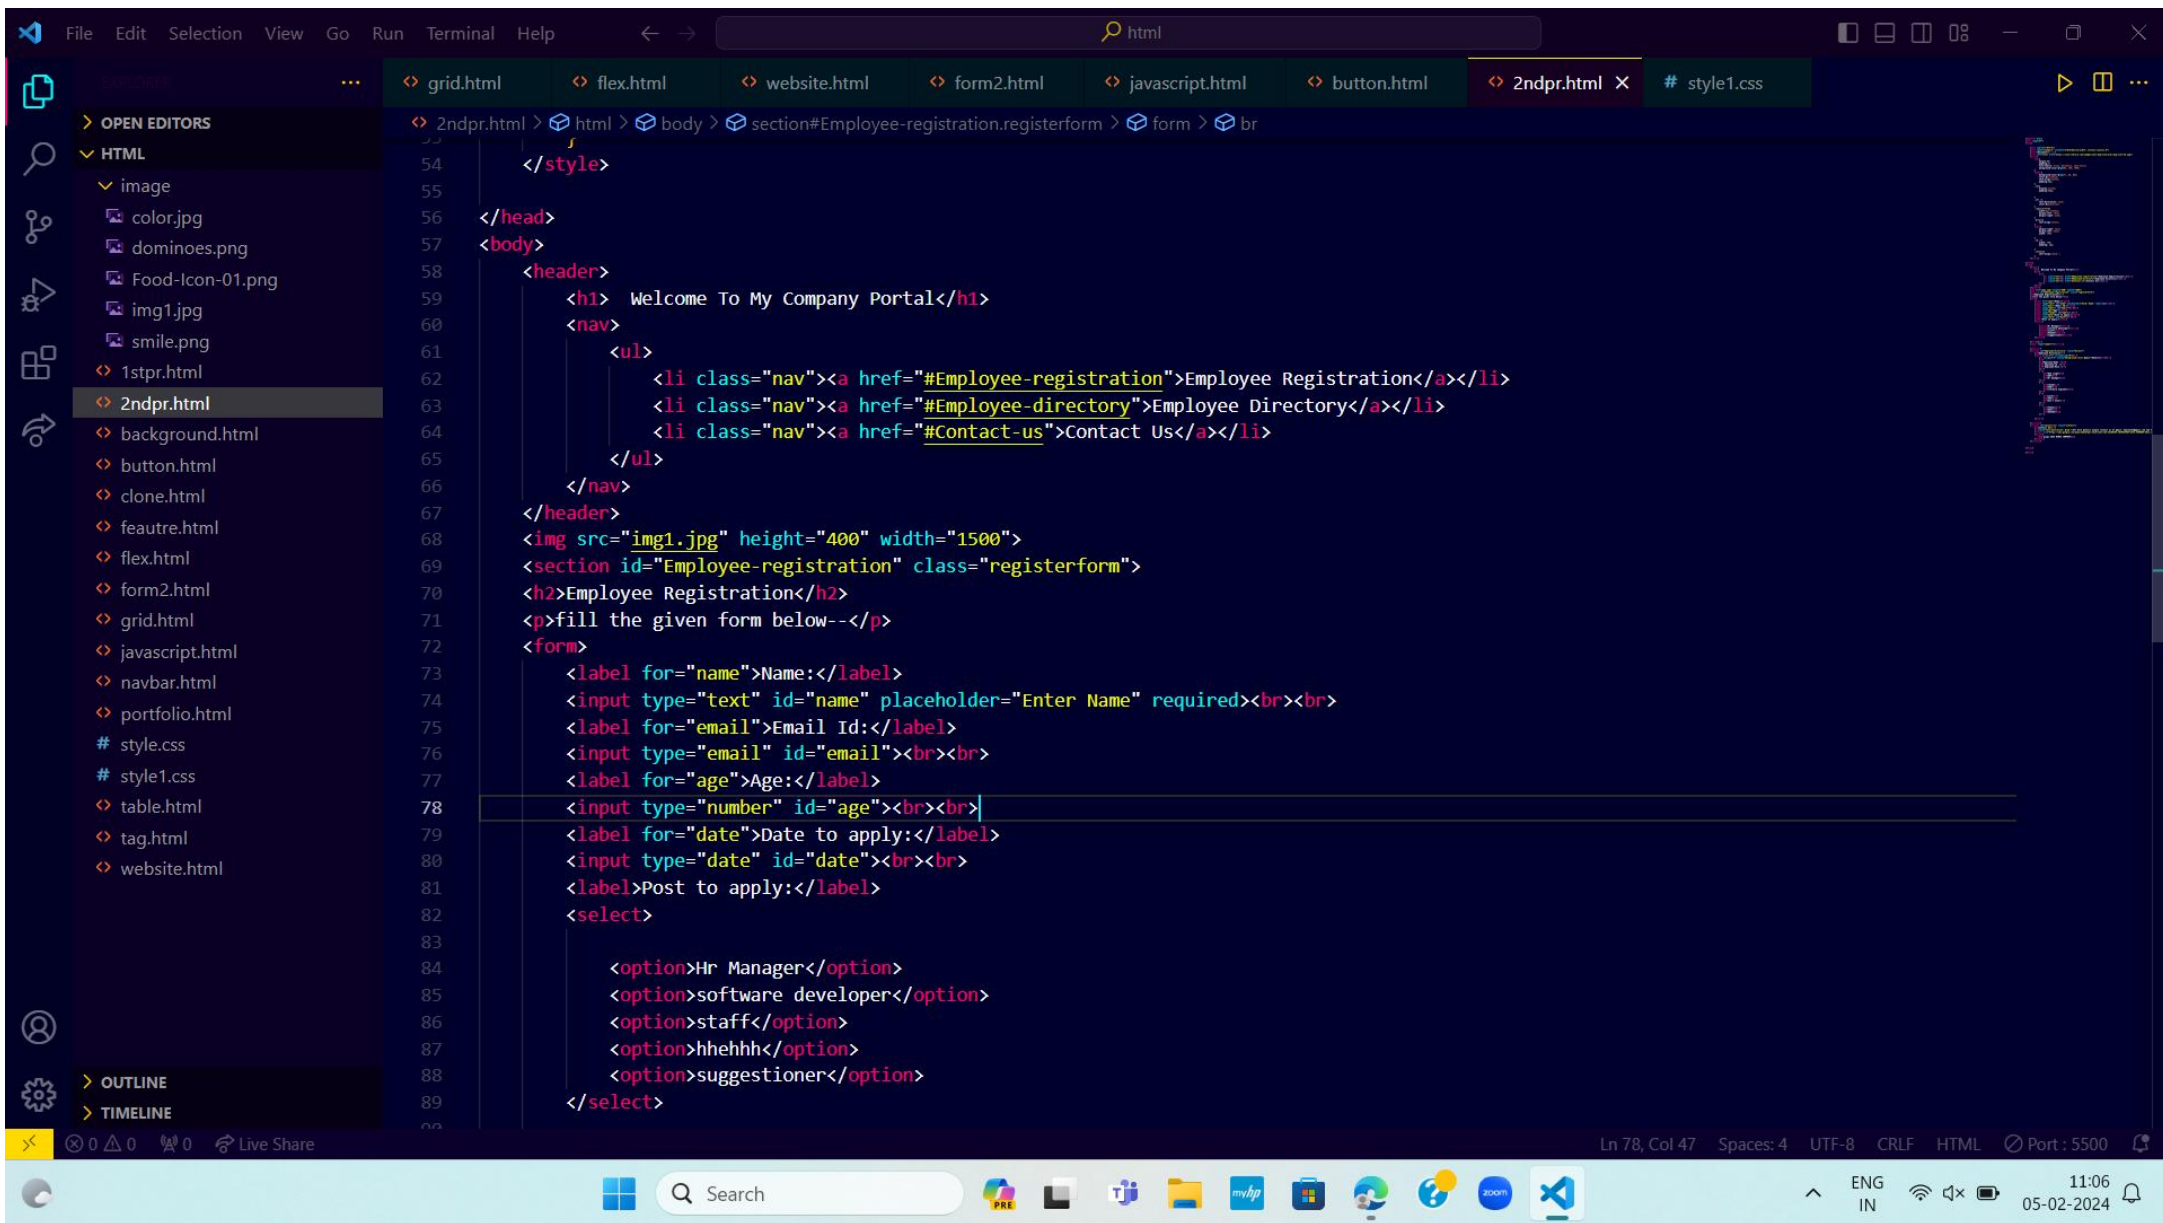 File Edit Selection View Go Run Terminal Help
html
grid.html flex.html website.html form2.html javascript.html button.html 2ndpr.html style1.css
2ndpr.html > html > body > section#Employee-registration.registerform > form > br
OPEN EDITORS
HTML
image
color.jpg
dominoes.png
Food-Icon-01.png
img1.jpg
smile.png
1stpr.html
2ndpr.html
background.html
button.html
clone.html
feautre.html
flex.html
form2.html
grid.html
javascript.html
navbar.html
portfolio.html
style.css
style1.css
table.html
tag.html
website.html
OUTLINE
TIMELINE
54 </style>
55
56 </head>
57 <body>
58 <header>
59 <h1> Welcome To My Company Portal</h1>
60 <nav>
61 <ul>
62 <li class="nav"><a href="#Employee-registration">Employee Registration</a></li>
63 <li class="nav"><a href="#Employee-directory">Employee Directory</a></li>
64 <li class="nav"><a href="#Contact-us">Contact Us</a></li>
65 </ul>
66 </nav>
67 </header>
68 <img src="img1.jpg" height="400" width="1500">
69 <section id="Employee-registration" class="registerform">
70 <h2>Employee Registration</h2>
71 <p>fill the given form below--</p>
72 <form>
73 <label for="name">Name:</label>
74 <input type="text" id="name" placeholder="Enter Name" required><br><br>
75 <label for="email">Email Id:</label>
76 <input type="email" id="email"><br><br>
77 <label for="age">Age:</label>
78 <input type="number" id="age"><br><br>
79 <label for="date">Date to apply:</label>
80 <input type="date" id="date"><br><br>
81 <label>Post to apply:</label>
82 <select>
83
84 <option>Hr Manager</option>
85 <option>software developer</option>
86 <option>staff</option>
87 <option>hhehhh</option>
88 <option>suggestioner</option>
89 </select>
0 0 0 Live Share
Ln 78, Col 47 Spaces: 4 UTF-8 CRLF HTML Port : 5500
Search
PRE
myhp
zoom
ENG
IN
11:06
05-02-2024